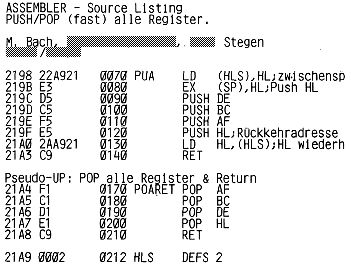 ASSEMBLER - Source Listing
PUSH/POP (fast) alle Register.
M. Bach, , Stegen
/
2198 22A921 0070 PUA LD (HLS),HL;zwischensp
219B E3 0080 EX (SP),HL;Push HL
219C D5 0090 PUSH DE
219D C5 0100 PUSH BC
219E F5 0110 PUSH AF
219F E5 0120 PUSH HL;Rückkehradresse
21A0 2AA921 0130 LD HL,(HLS);HL wiederh
21A3 C9 0140 RET
Pseudo-UP: POP alle Register & Return
21A4 F1 0170 POARET POP AF
21A5 C1 0180 POP BC
21A6 D1 0190 POP DE
21A7 E1 0200 POP HL
21A8 C9 0210 RET
21A9 0002 0212 HLS DEFS 2